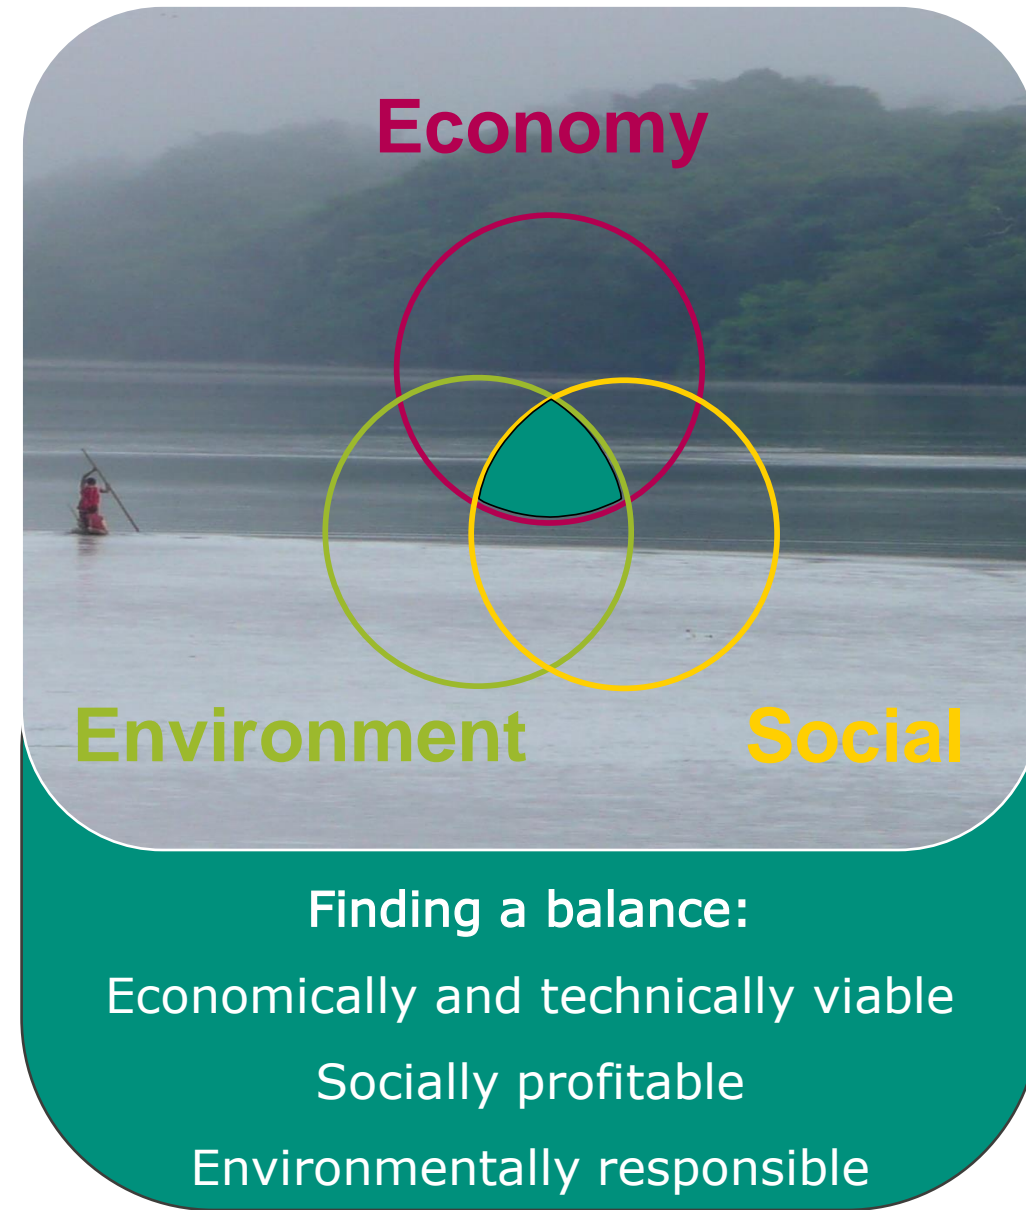 Economy
Environment
Social
Finding a balance:
Economically and technically viable
Socially profitable
Environmentally responsible